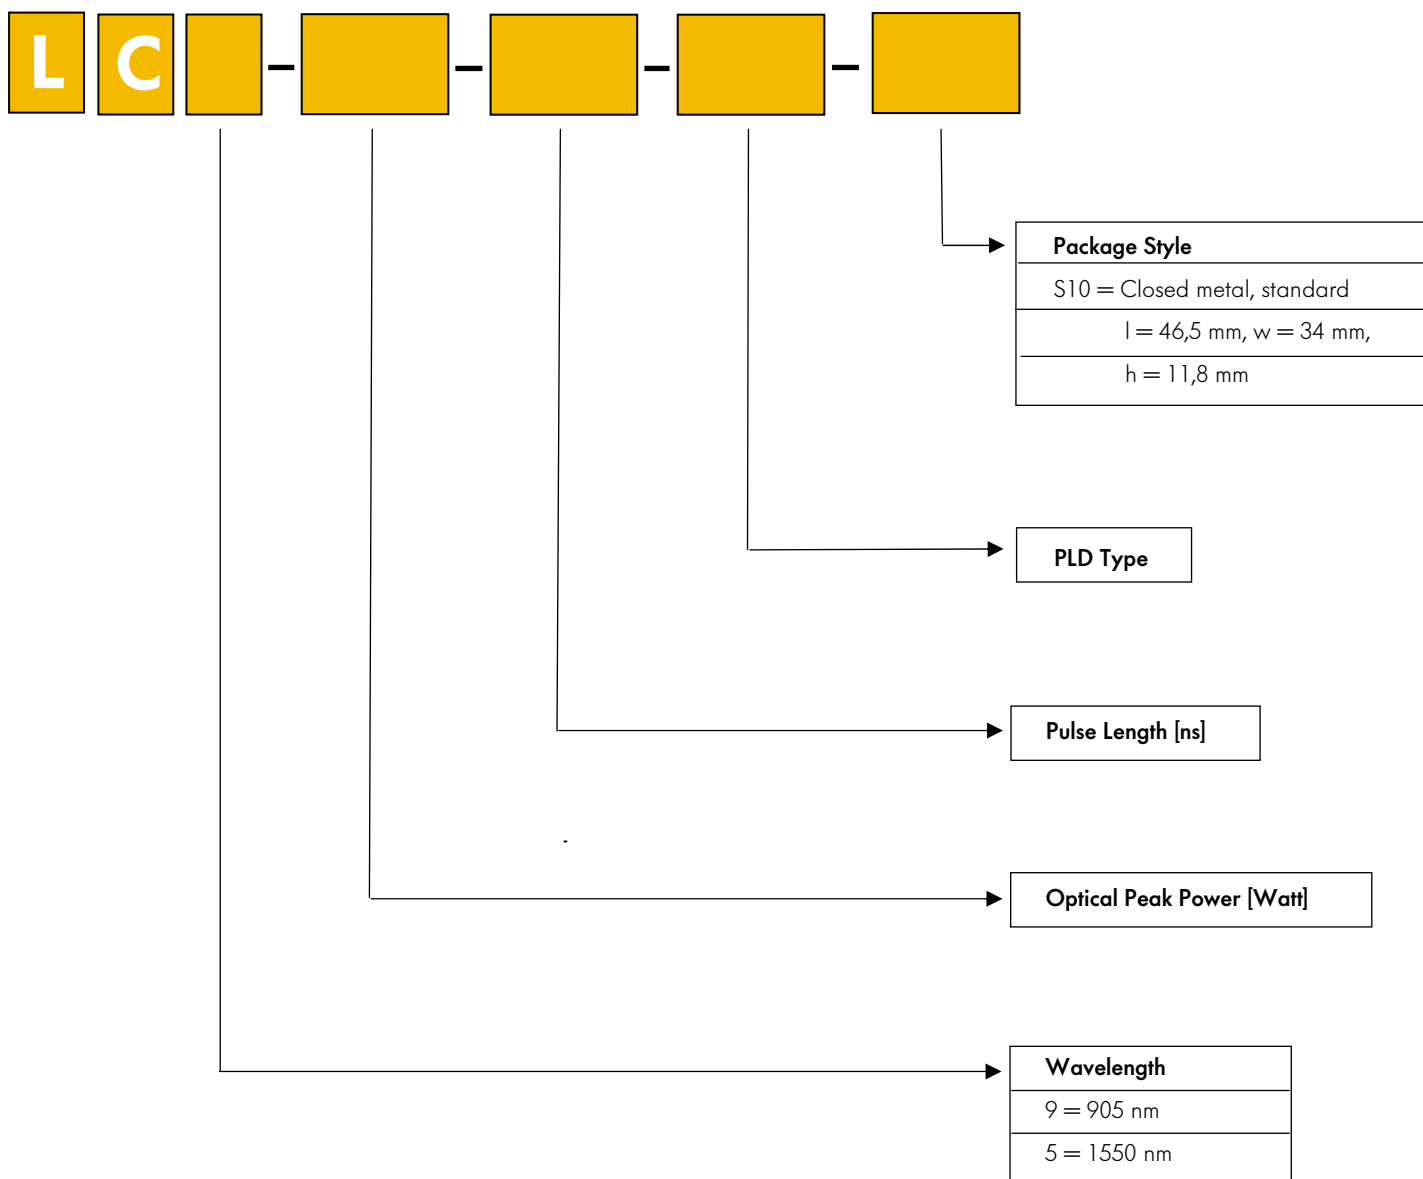 L C - - - -
Package Style
S10 = Closed metal, standard
l = 46,5 mm, w = 34 mm,
h = 11,8 mm
PLD Type
Pulse Length [ns]
-
Optical Peak Power [Watt]
Wavelength
9 = 905 nm
5 = 1550 nm